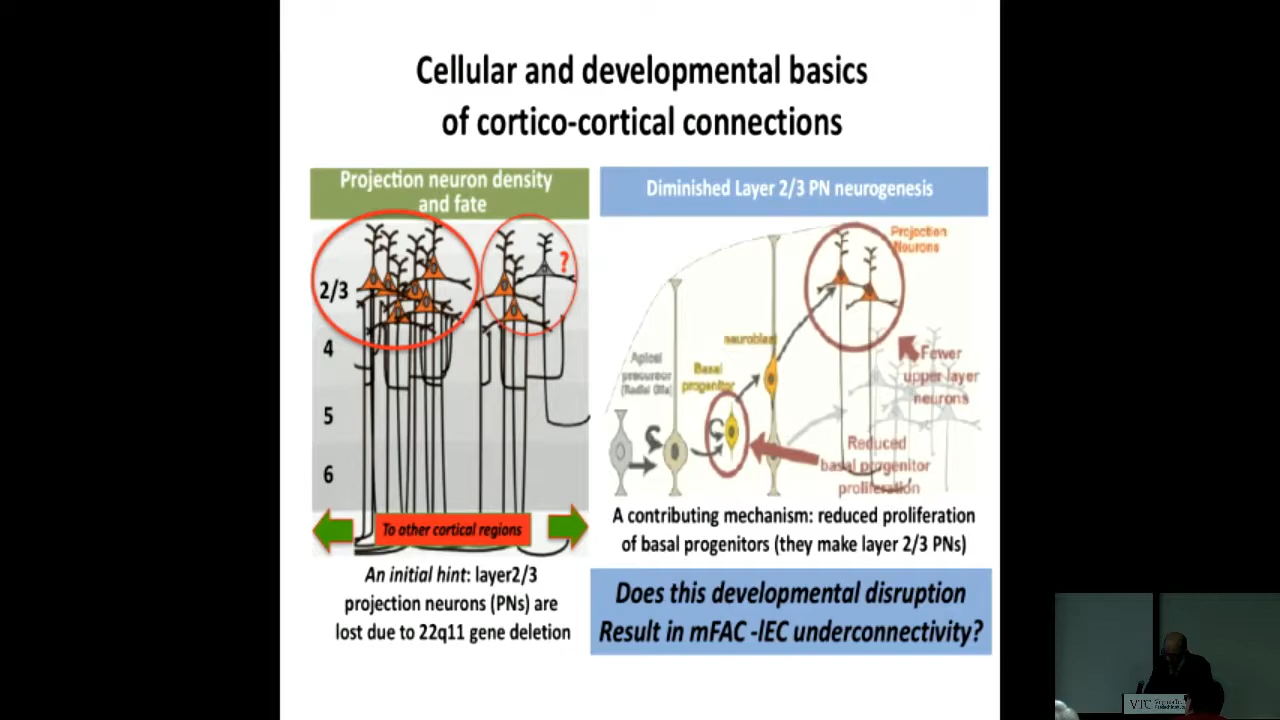 Cellular and developmental basics
of cortico-cortical connections
Projection neuron density
and fate
2/3
?
4
5
6
To other cortical regions
An initial hint: layer2/3
projection neurons (PNs) are
lost due to 22q11 gene deletion
Diminished Layer 2/3 PN neurogenesis
Projection
Neurons
neuroblast
Apical
precursor
(Radial Glia)
Basal
progenitor
Fewer
upper layer
neurons
Reduced
basal progenitor
proliferation
A contributing mechanism: reduced proliferation
of basal progenitors (they make layer 2/3 PNs)
Does this developmental disruption
Result in mFAC -lEC underconnectivity?
VTC